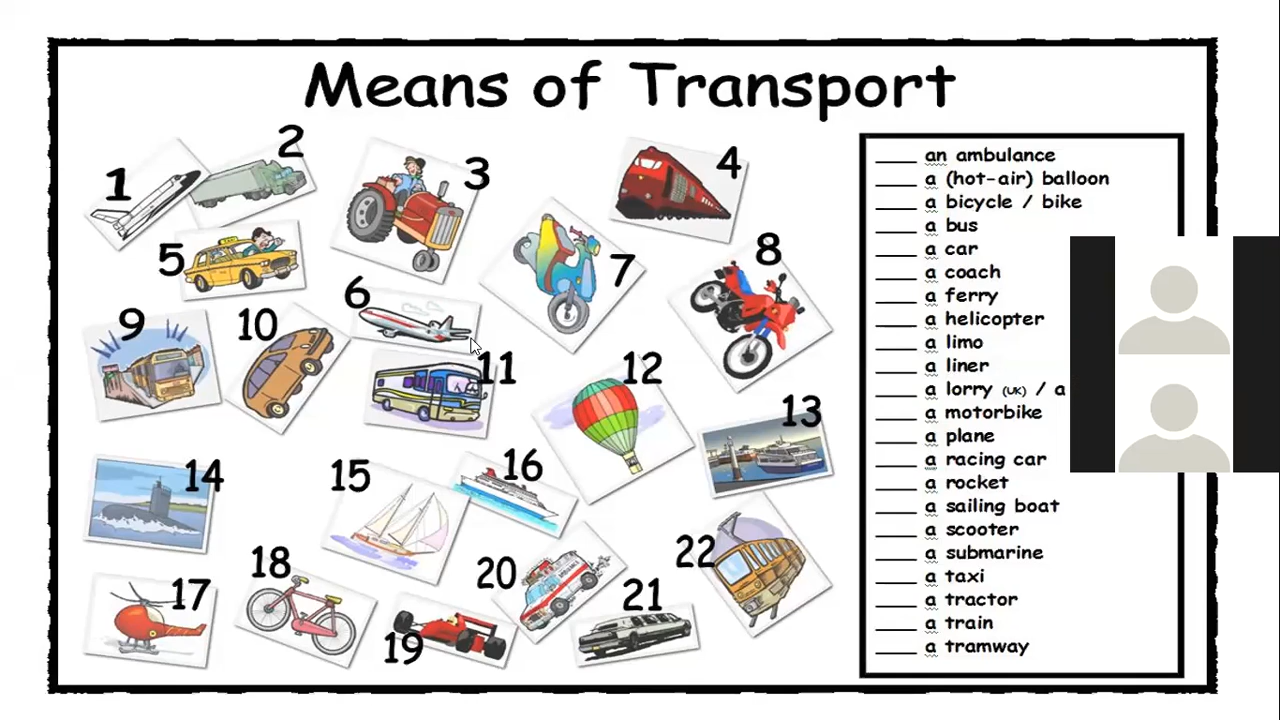 Means of Transport
1
2
3
4
5
6
7
8
9
10
11
12
13
14
15
16
17
18
19
20
21
22
TAXI
____ an ambulance
____ a (hot-air) balloon
____ a bicycle / bike
____ a bus
____ a car
____ a coach
____ a ferry
____ a helicopter
____ a limo
____ a liner
____ a lorry (UK) / a
____ a motorbike
____ a plane
____ a racing car
____ a rocket
____ a sailing boat
____ a scooter
____ a submarine
____ a taxi
____ a tractor
____ a train
____ a tramway